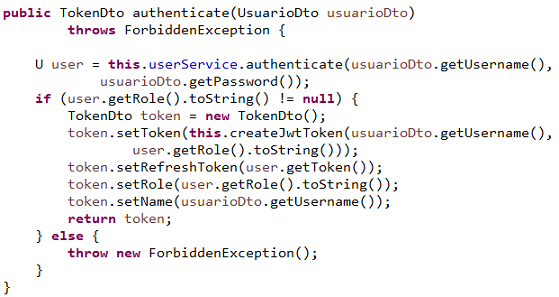 public TokenDto authenticate(UsuarioDto usuarioDto)
        throws ForbiddenException {

    U user = this.userService.authenticate(usuarioDto.getUsername(),
            usuarioDto.getPassword());
    if (user.getRole().toString() != null) {
        TokenDto token = new TokenDto();
        token.setToken(this.createJwtToken(usuarioDto.getUsername(),
                user.getRole().toString()));
        token.setRefreshToken(user.getToken());
        token.setRole(user.getRole().toString());
        token.setName(usuarioDto.getUsername());
        return token;
    } else {
        throw new ForbiddenException();
    }
}